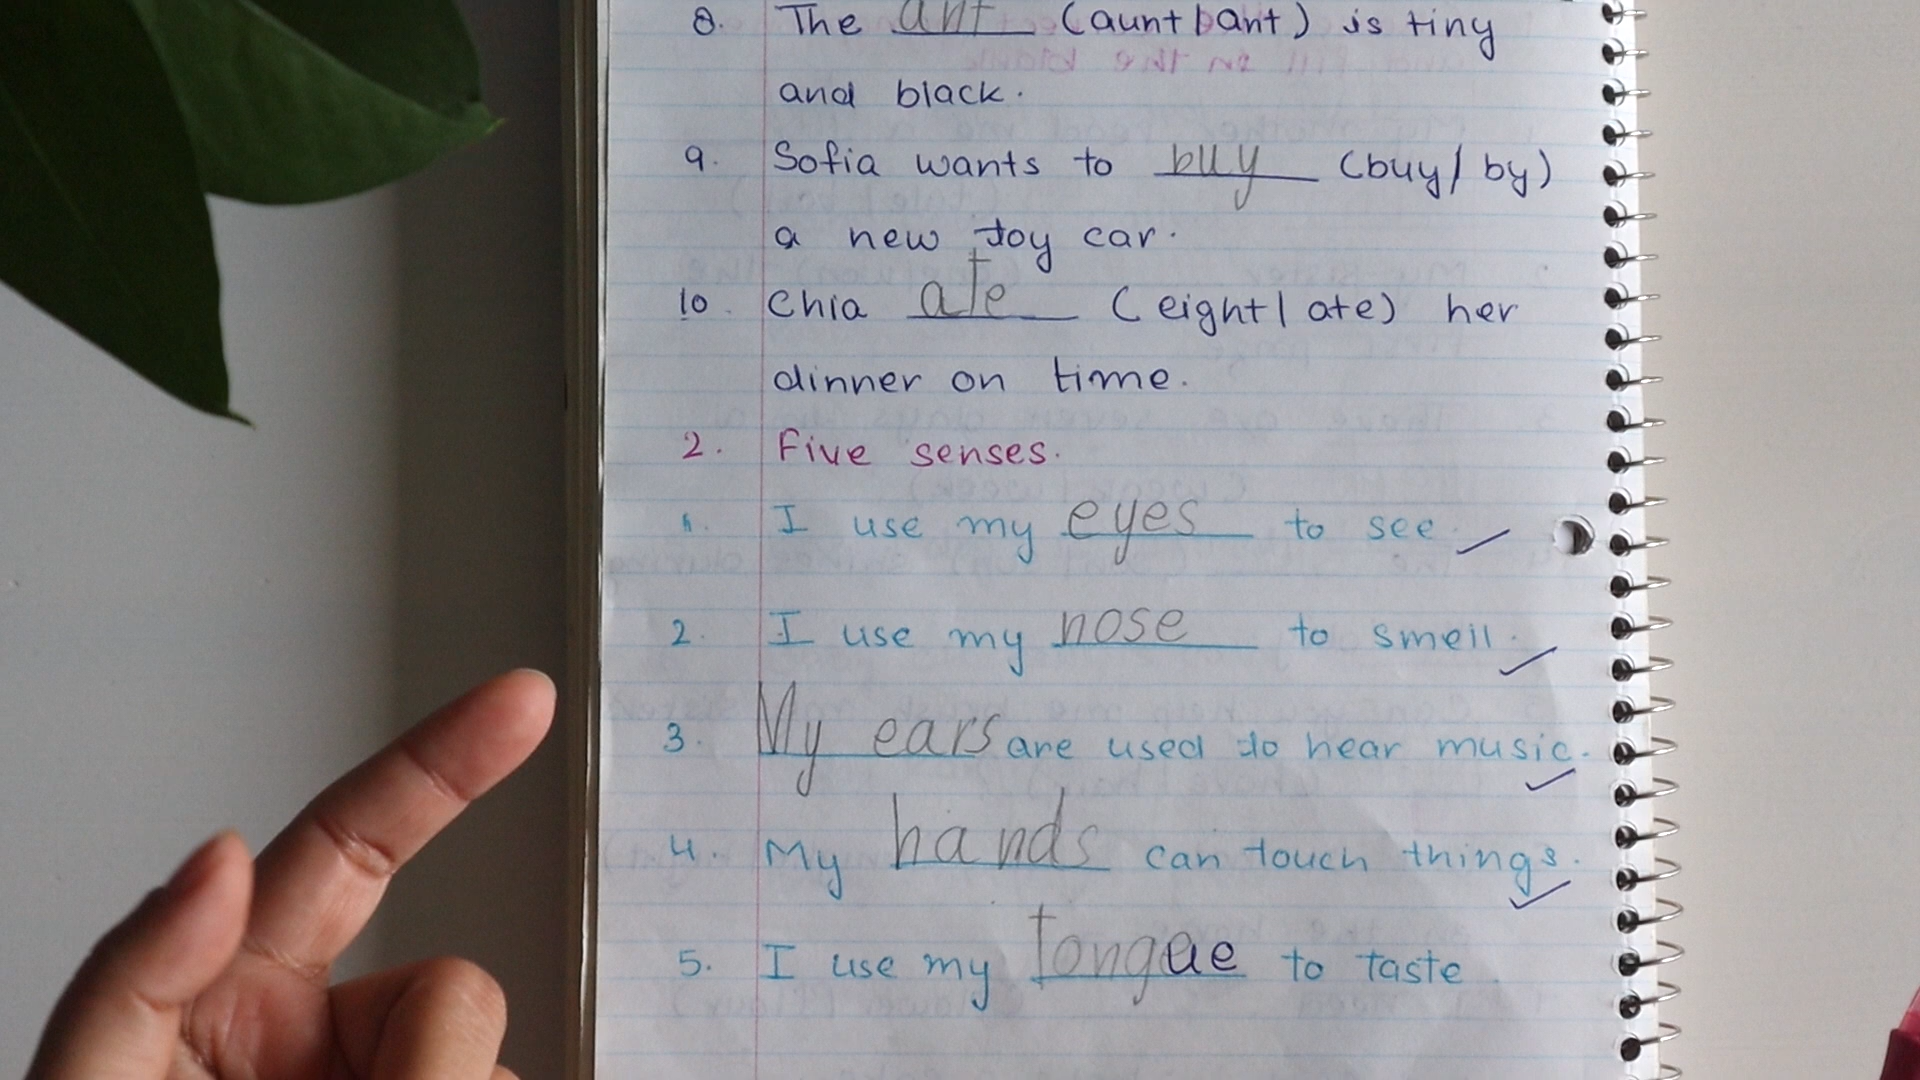 8. The ant (aunt/ant) is tiny
and black.
9. Sofia wants to buy (buy/by)
a new toy car.
10. Chia ate (eight/ate) her
dinner on time.
2. Five senses.
1. I use my eyes to see.
2. I use my nose to smell.
3. My ears are used to hear music.
4. My hands can touch things.
5. I use my tongue to taste